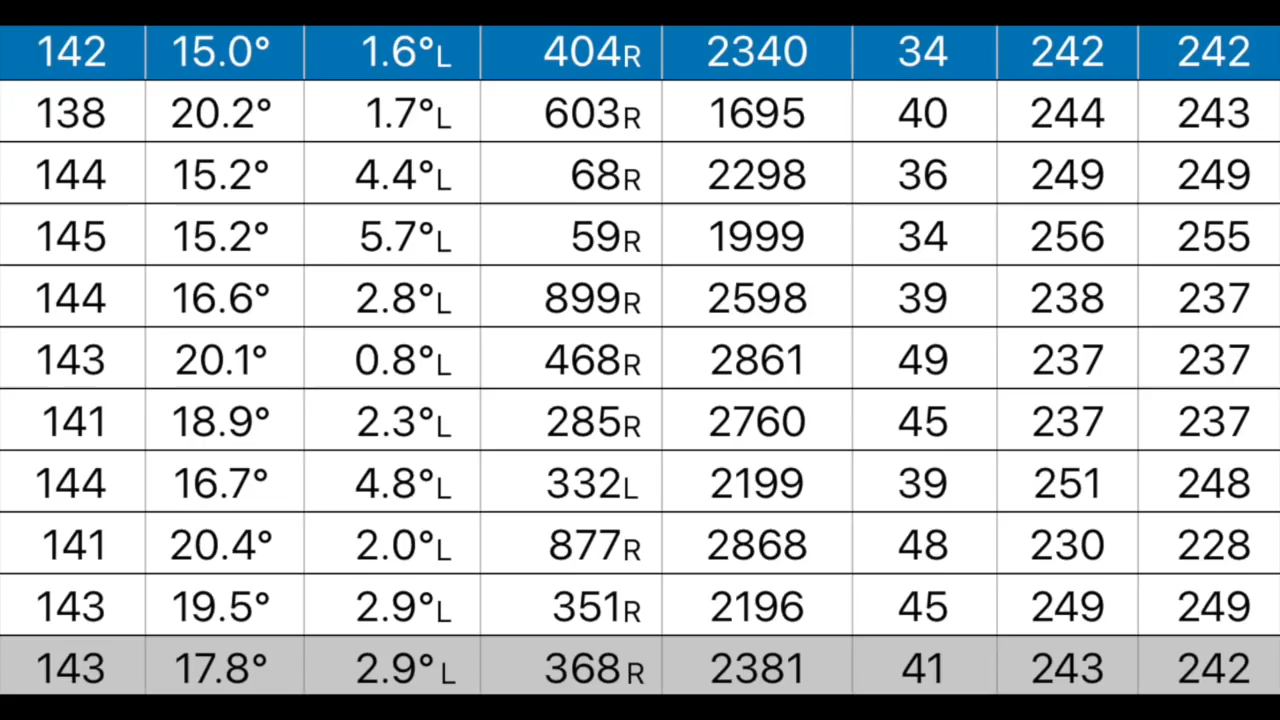 142 15.0° 1.6°L 404R 2340 34 242 242
138 20.2° 1.7°L 603R 1695 40 244 243
144 15.2° 4.4°L 68R 2298 36 249 249
145 15.2° 5.7°L 59R 1999 34 256 255
144 16.6° 2.8°L 899R 2598 39 238 237
143 20.1° 0.8°L 468R 2861 49 237 237
141 18.9° 2.3°L 285R 2760 45 237 237
144 16.7° 4.8°L 332L 2199 39 251 248
141 20.4° 2.0°L 877R 2868 48 230 228
143 19.5° 2.9°L 351R 2196 45 249 249
143 17.8° 2.9°L 368R 2381 41 243 242